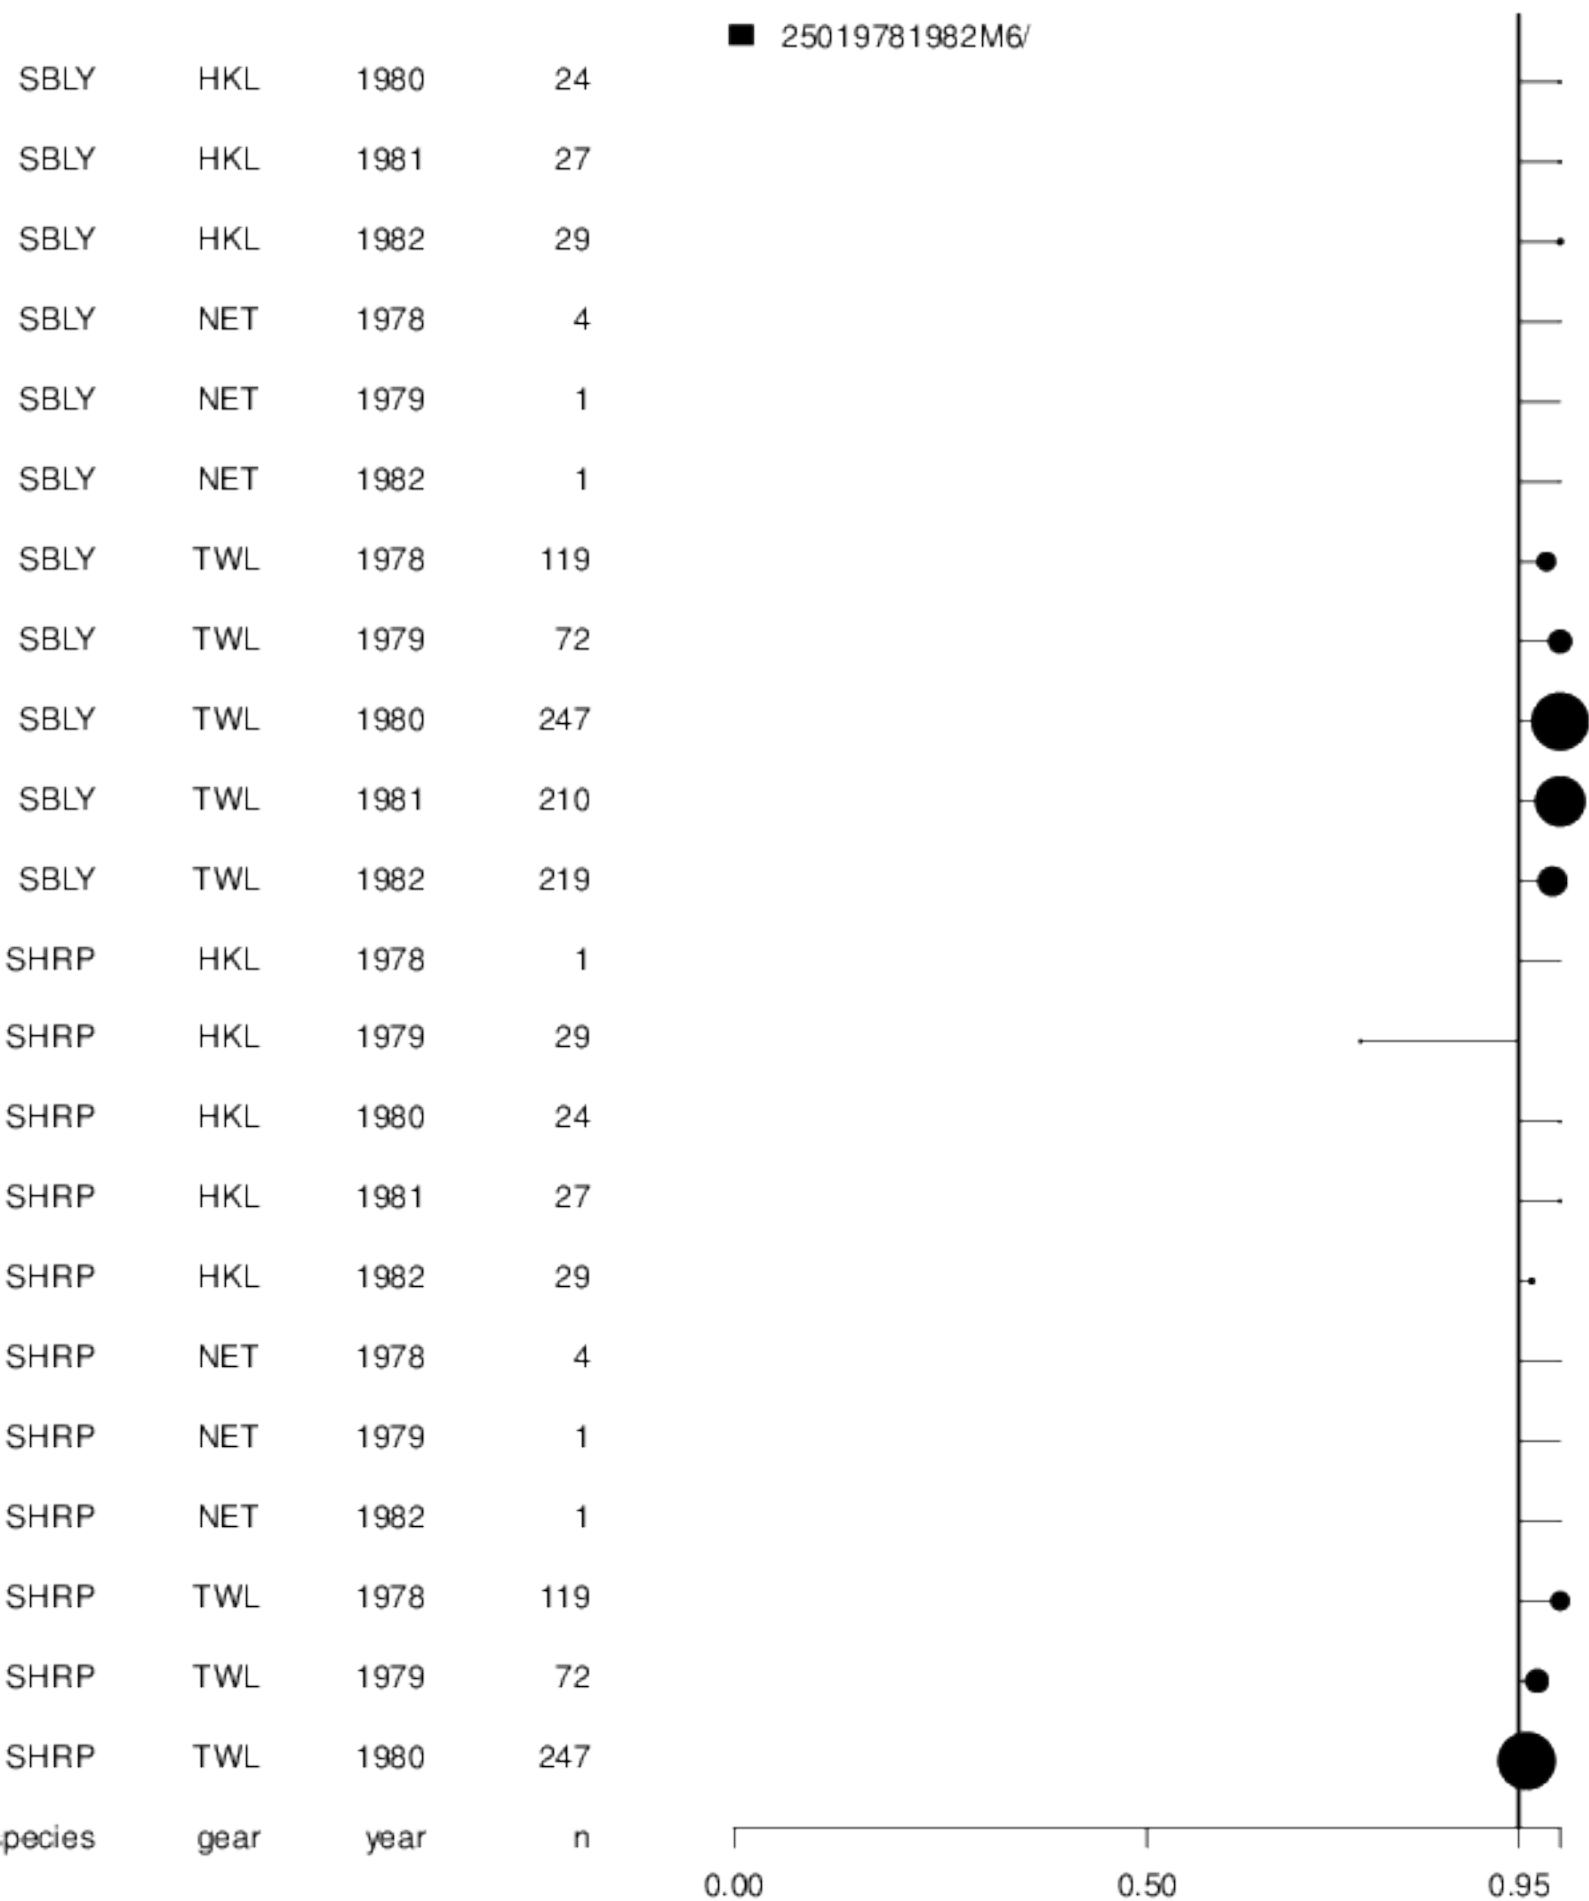 25019781982M6/
SBLY HKL 1980 24
SBLY HKL 1981 27
SBLY HKL 1982 29
SBLY NET 1978 4
SBLY NET 1979 1
SBLY NET 1982 1
SBLY TWL 1978 119
SBLY TWL 1979 72
SBLY TWL 1980 247
SBLY TWL 1981 210
SBLY TWL 1982 219
SHRP HKL 1978 1
SHRP HKL 1979 29
SHRP HKL 1980 24
SHRP HKL 1981 27
SHRP HKL 1982 29
SHRP NET 1978 4
SHRP NET 1979 1
SHRP NET 1982 1
SHRP TWL 1978 119
SHRP TWL 1979 72
SHRP TWL 1980 247
pecies gear year n
0.00 0.50 0.95